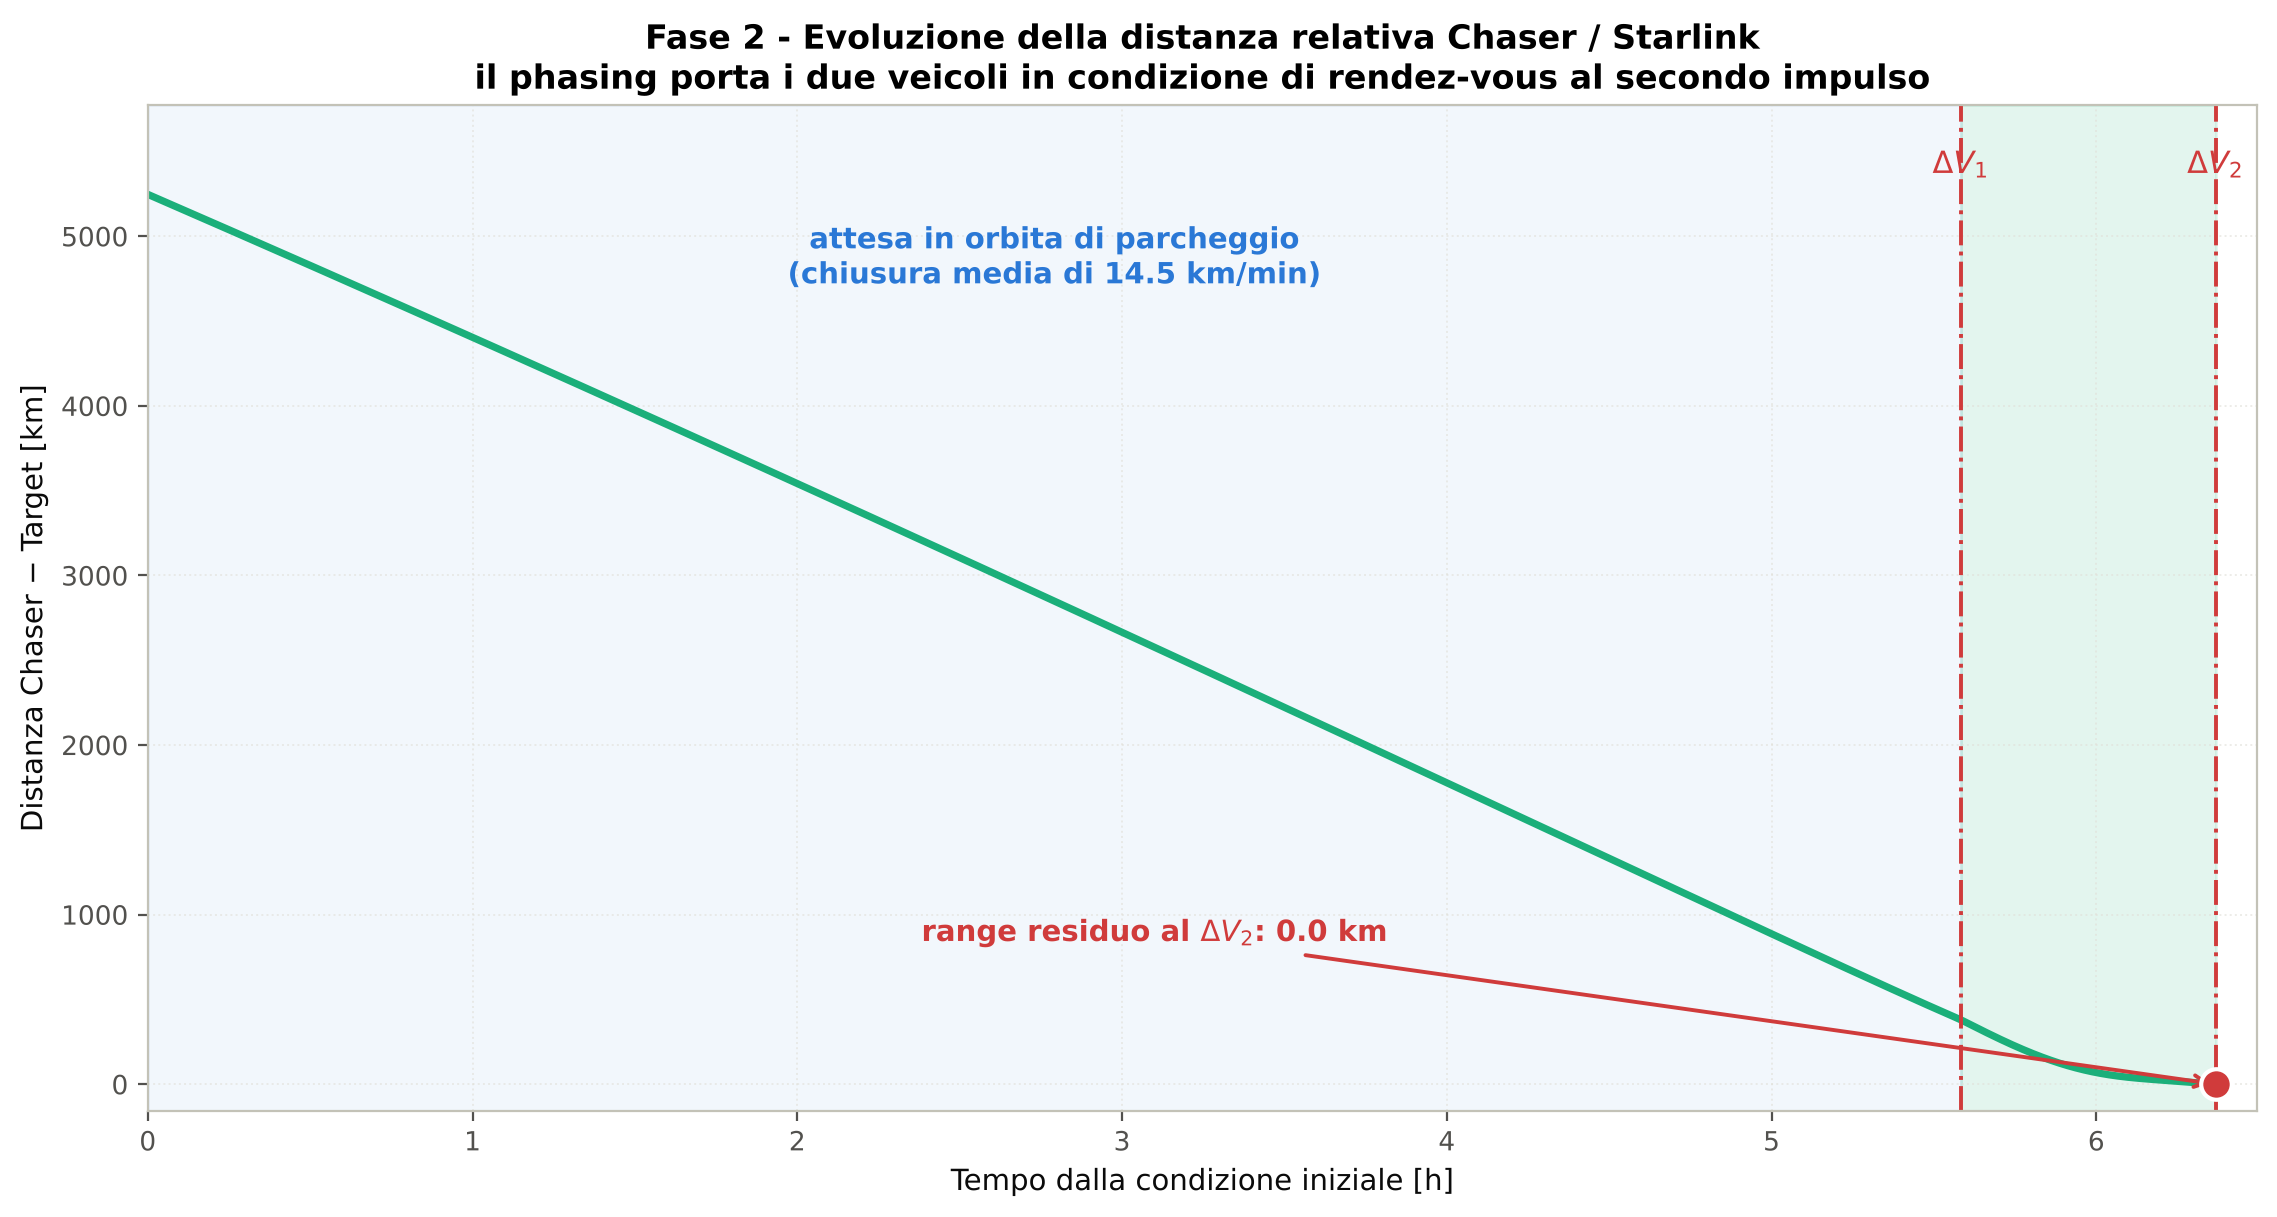 Fase 2 - Evoluzione della distanza relativa Chaser / Starlink
il phasing porta i due veicoli in condizione di rendez-vous al secondo impulso
ΔV₁
ΔV₂
attesa in orbita di parcheggio
(chiusura media di 14.5 km/min)
range residuo al ΔV₂: 0.0 km
Distanza Chaser − Target [km]
5000
4000
3000
2000
1000
0
0 1 2 3 4 5 6
Tempo dalla condizione iniziale [h]